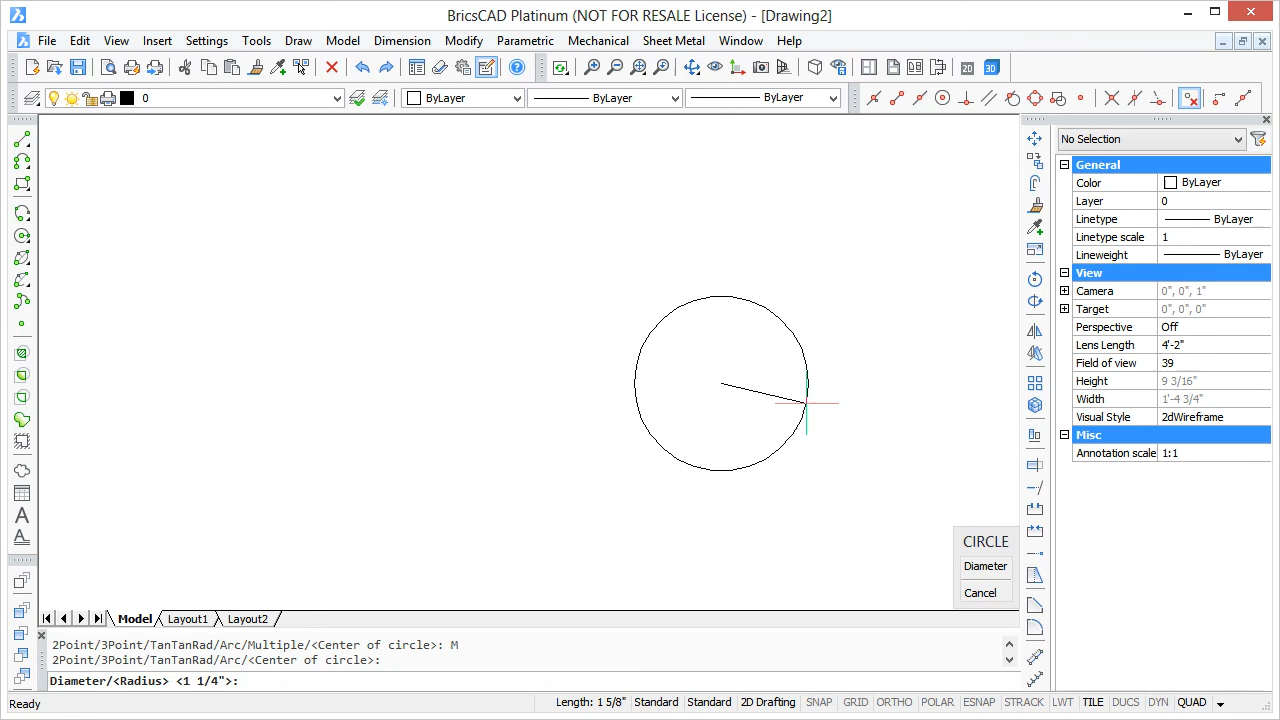 BricsCAD Platinum (NOT FOR RESALE License) - [Drawing2]
File Edit View Insert Settings Tools Draw Model Dimension Modify Parametric Mechanical Sheet Metal Window Help
2D 3D
0 ByLayer ByLayer ByLayer
No Selection
General
Color ByLayer
Layer 0
Linetype ByLayer
Linetype scale 1
Lineweight ByLayer
View
Camera 0", 0", 1"
Target 0", 0", 0"
Perspective Off
Lens Length 4'-2"
Field of view 39
Height 9 3/16"
Width 1'-4 3/4"
Visual Style 2dWireframe
Misc
Annotation scale 1:1
A
A
CIRCLE
Diameter
Cancel
Model Layout1 Layout2
2Point/3Point/TanTanRad/Arc/Multiple/<Center of circle>: M
2Point/3Point/TanTanRad/Arc/<Center of circle>:
Diameter/<Radius> <1 1/4">:
Ready Length: 1 5/8" Standard Standard 2D Drafting SNAP GRID ORTHO POLAR ESNAP STRACK LWT TILE DUCS DYN QUAD